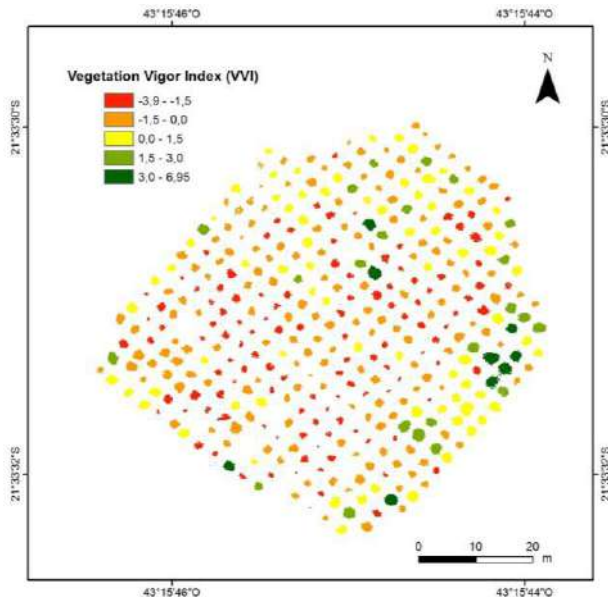 43°15'46"O 43°15'44"O
N
Vegetation Vigor Index (VVI)
-3,9 - -1,5
-1,5 - 0,0
0,0 - 1,5
1,5 - 3,0
3,0 - 6,95
21°33'30"S
21°33'30"S
21°33'32"S
21°33'32"S
0 10 20
m
43°15'46"O 43°15'44"O